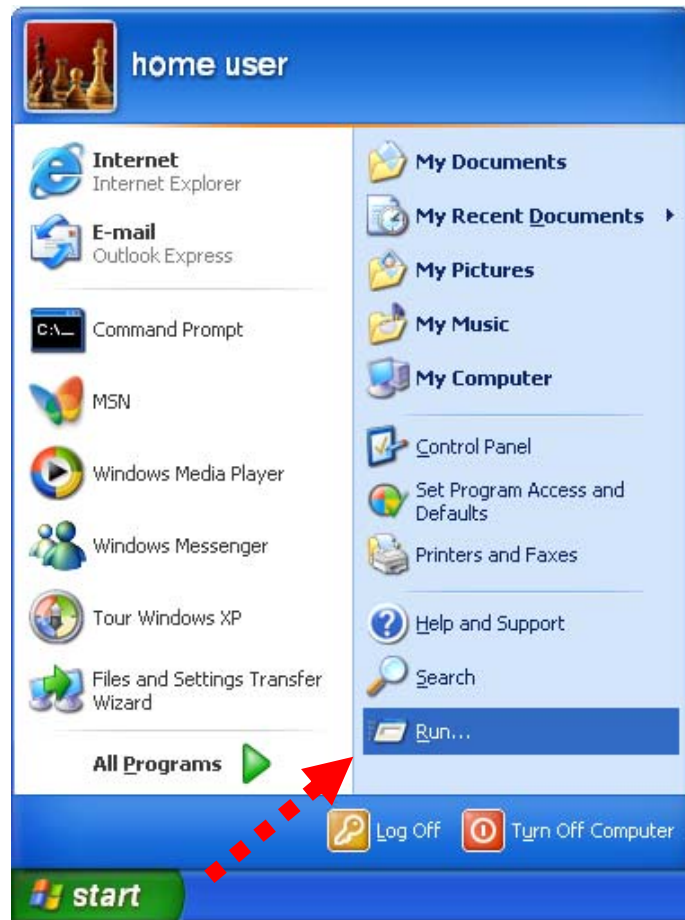 home user
Internet
Internet Explorer
E-mail
Outlook Express
C:\_
Command Prompt
MSN
Windows Media Player
Windows Messenger
Tour Windows XP
Files and Settings Transfer
Wizard
All Programs
My Documents
My Recent Documents
My Pictures
My Music
My Computer
Control Panel
Set Program Access and
Defaults
Printers and Faxes
Help and Support
Search
Run...
Log Off
Turn Off Computer
start